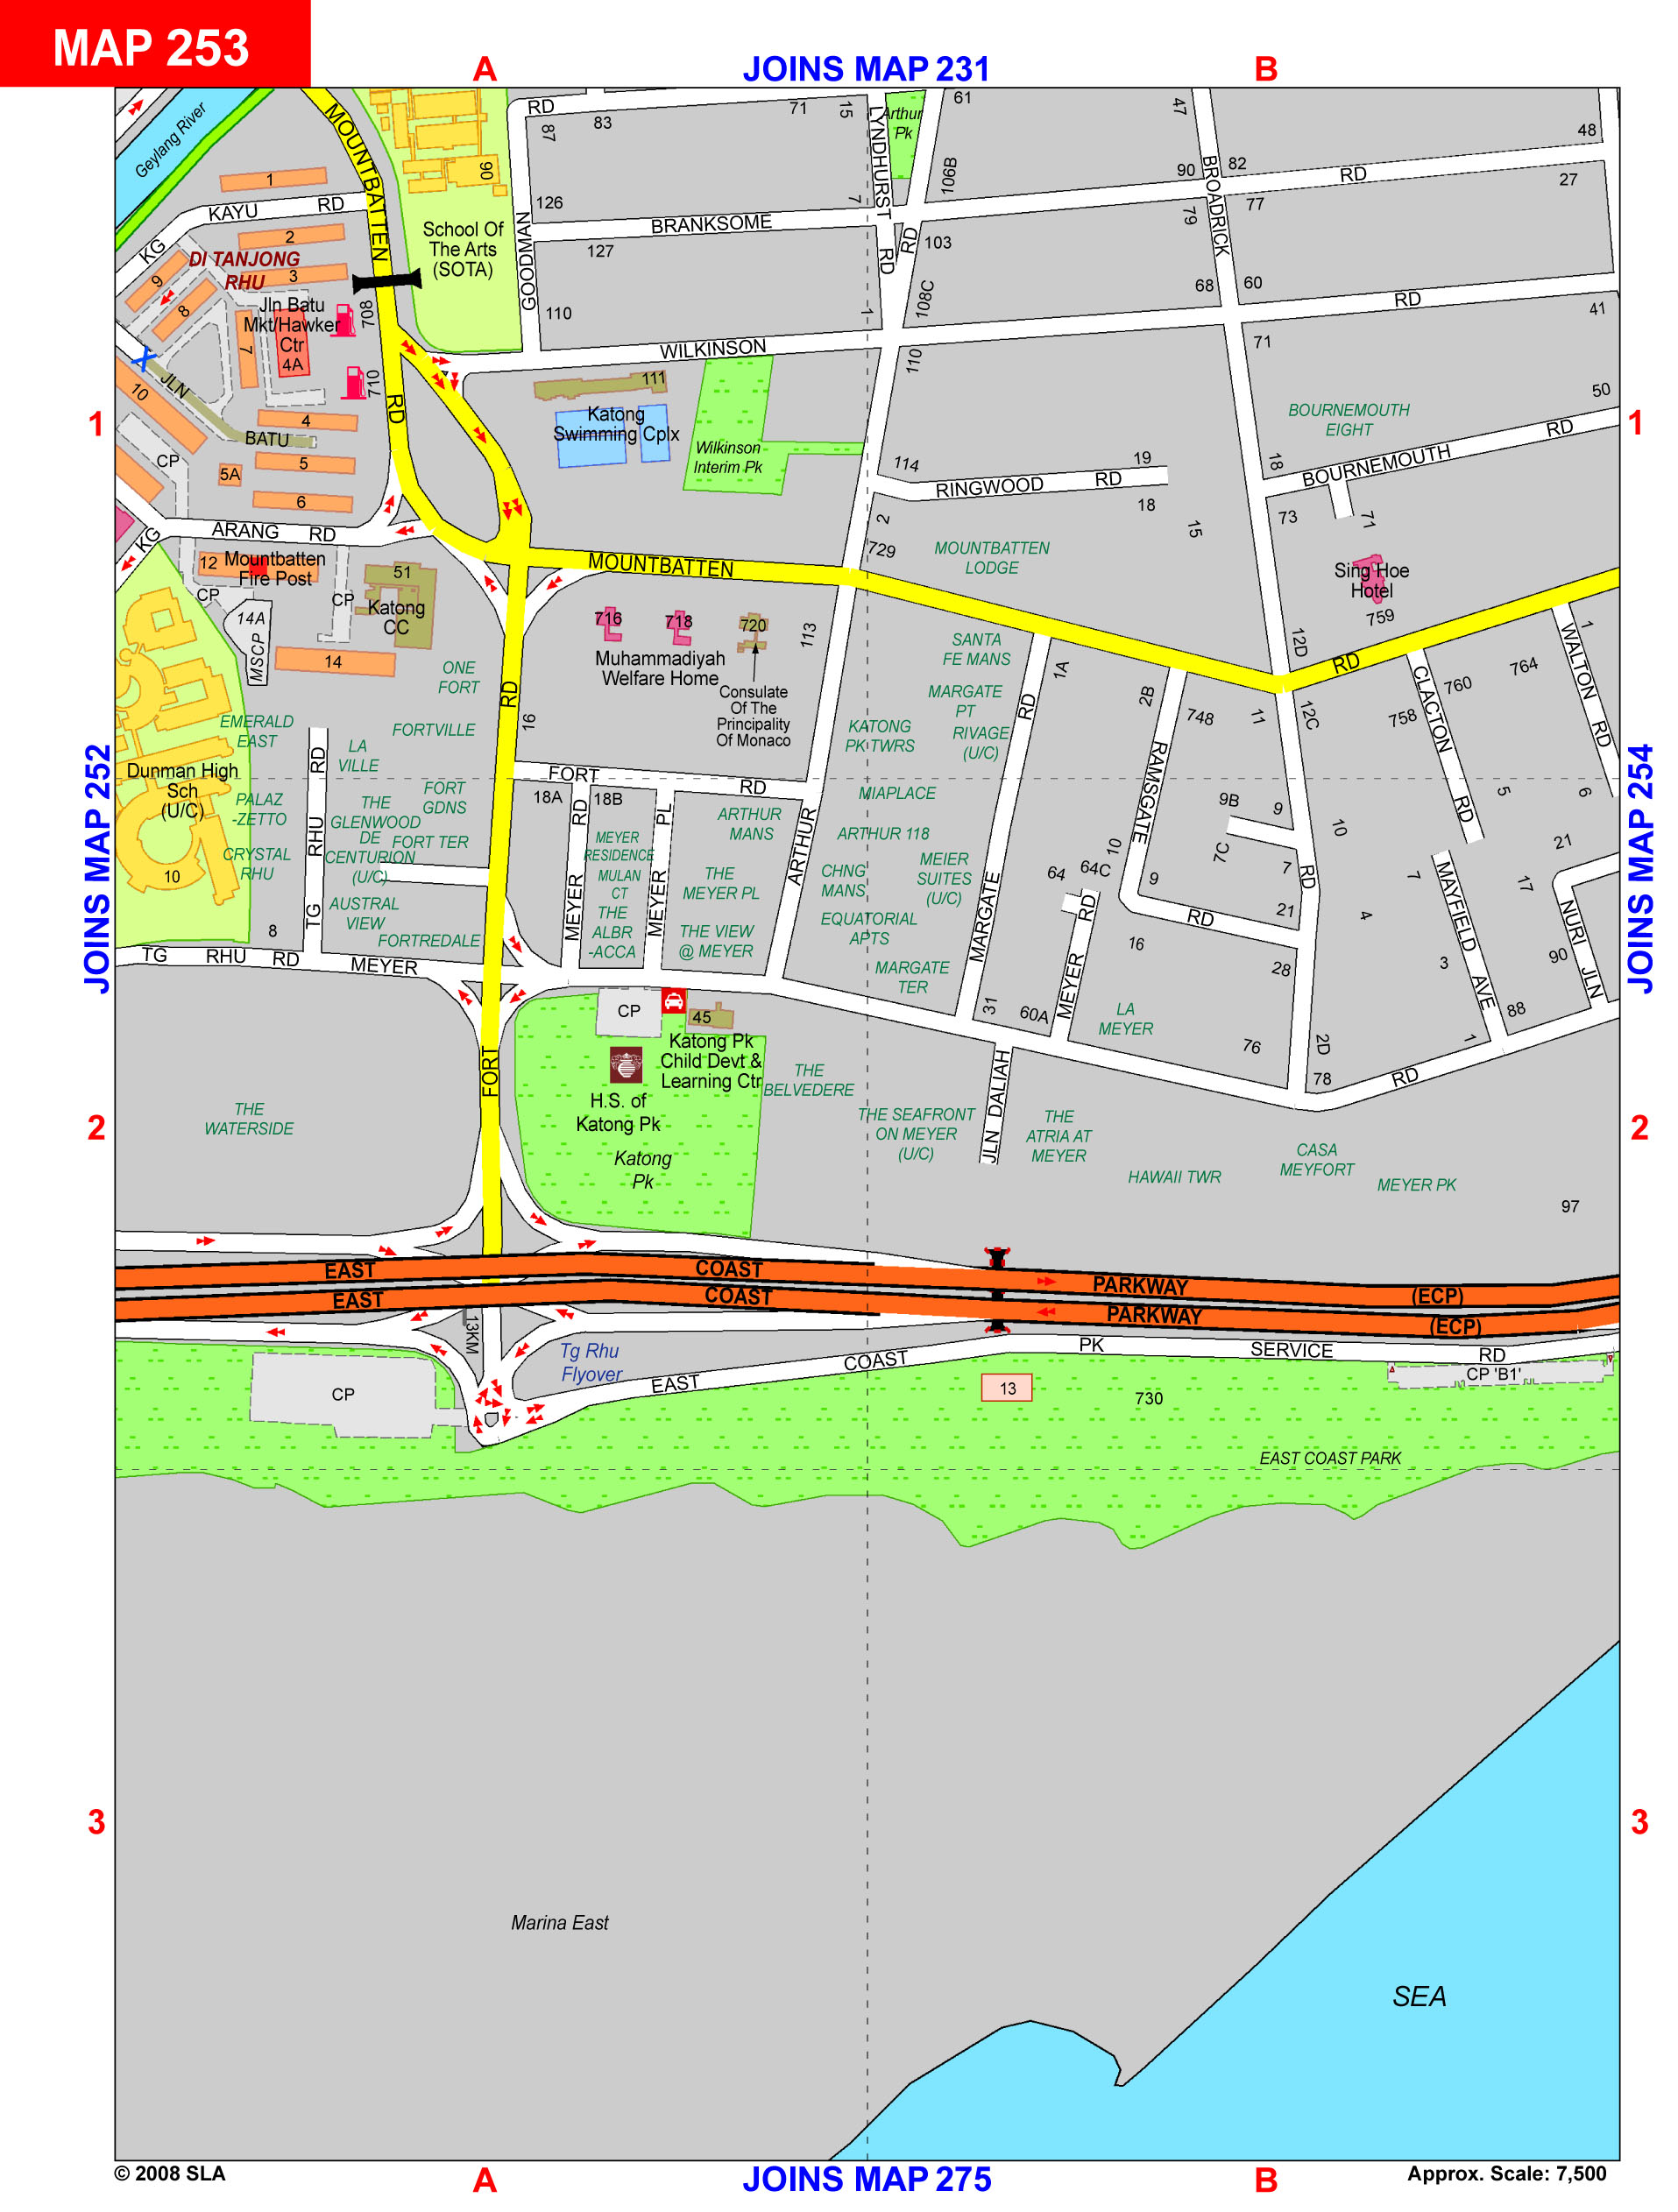 MAP 253
A
JOINS MAP 231
B
Geylang River
MOUNTBATTEN
RD
87
83
71
15
LYNDHURST
RD
Arthur
Pk
61
106B
47
48
90
82
BROADRICK
RD
27
1
KAYU
RD
KG
90
School Of
The Arts
(SOTA)
GOODMAN
126
BRANKSOME
127
7
RD
103
79
77
2
DI TANJONG
RHU
3
9
8
7
Jln Batu
Mkt/Hawker
Ctr
4A
708
710
110
1
108C
68
60
RD
41
WILKINSON
110
71
JLN
BATU
10
4
RD
111
Katong
Swimming Cplx
Wilkinson
Interim Pk
BOURNEMOUTH
EIGHT
50
1
1
CP
5A
5
6
114
19
RINGWOOD
RD
18
18
BOURNEMOUTH
RD
KG
ARANG
RD
2
729
MOUNTBATTEN
LODGE
15
73
71
12
Mountbatten
Fire Post
CP
CP
14A
MSCP
51
Katong
CC
14
MOUNTBATTEN
716
718
720
Muhammadiyah
Welfare Home
Consulate
Of The
Principality
Of Monaco
113
Sing Hoe
Hotel
759
12D
RD
1
WALTON
RD
764
ONE
FORT
RD
16
SANTA
FE MANS
MARGATE
PT
RIVAGE
(U/C)
RD
1A
2B
748
11
12C
758
760
CLACTON
RD
EMERALD
EAST
FORTVILLE
LA
VILLE
KATONG
PK TWRS
RAMSGATE
JOINS MAP 252
JOINS MAP 254
Dunman High
Sch
(U/C)
10
RD
RHU
TG
PALAZ
-ZETTO
CRYSTAL
RHU
FORT
GDNS
THE
GLENWOOD
DE
CENTURION
(U/C)
FORT TER
AUSTRAL
VIEW
FORTREDALE
FORT
RD
18A
18B
RD
MEYER
PL
MEYER
MEYER
RESIDENCE
MULAN
CT
THE
ALBR
-ACCA
ARTHUR
MANS
THE
MEYER PL
THE VIEW
@ MEYER
ARTHUR
MIAPLACE
ARTHUR 118
CHNG
MANS
MEIER
SUITES
(U/C)
EQUATORIAL
APTS
MARGATE
TER
MARGATE
64
64C
10
9
9B
9
7C
7
RD
10
5
6
21
7
17
4
21
RD
MAYFIELD
AVE
NURI
JLN
90
8
TG
RHU
RD
MEYER
31
60A
MEYER
RD
16
28
3
88
1
LA
MEYER
76
2D
78
RD
CP
45
Katong Pk
Child Devt &
Learning Ctr
H.S. of
Katong Pk
Katong
Pk
FORT
THE
WATERSIDE
THE
BELVEDERE
THE SEAFRONT
ON MEYER
(U/C)
JLN DALIAH
THE
ATRIA AT
MEYER
HAWAII TWR
CASA
MEYFORT
MEYER PK
97
2
2
EAST
COAST
PARKWAY
(ECP)
EAST
COAST
PARKWAY
(ECP)
13KM
Tg Rhu
Flyover
EAST
COAST
PK
SERVICE
RD
CP
13
730
CP 'B1'
EAST COAST PARK
3
3
Marina East
SEA
© 2008 SLA
A
JOINS MAP 275
B
Approx. Scale: 7,500